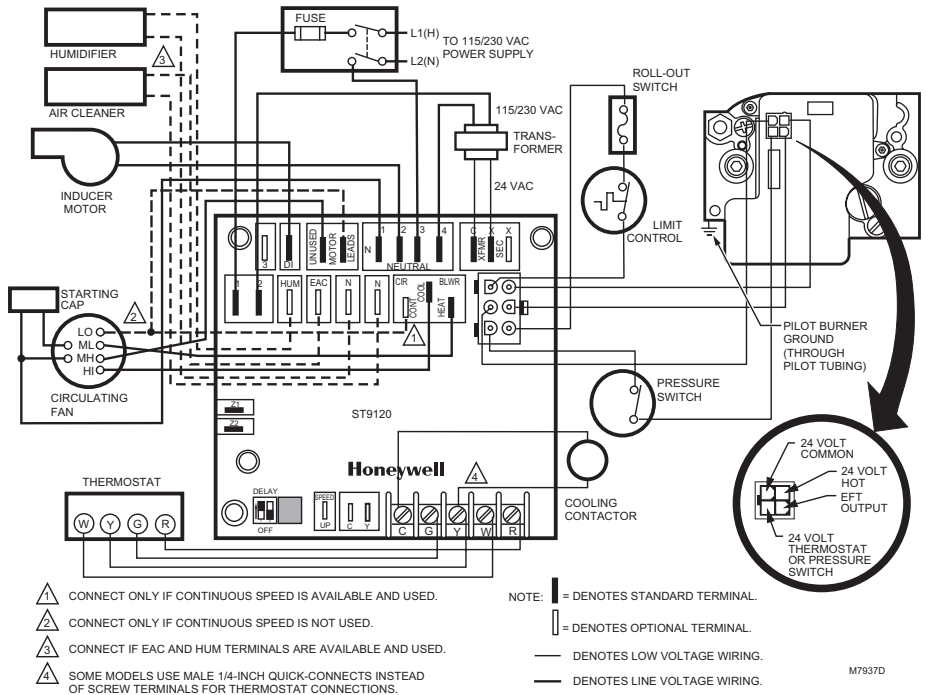 FUSE
L1(H)
L2(N)
TO 115/230 VAC
POWER SUPPLY
HUMIDIFIER
3
AIR CLEANER
INDUCER
MOTOR
115/230 VAC
TRANS-
FORMER
24 VAC
ROLL-OUT
SWITCH
LIMIT
CONTROL
3
DI
UNUSED
MOTOR
LEADS
N
1
2
3
4
NEUTRAL
C
X
X
XFMR
SEC
1
2
HUM
EAC
N
N
CIR
CONT
COOL
BLWR
HEAT
1
STARTING
CAP
2
LO
ML
MH
HI
CIRCULATING
FAN
PILOT BURNER
GROUND
(THROUGH
PILOT TUBING)
PRESSURE
SWITCH
Z1
Z2
ST9120
Honeywell
4
COOLING
CONTACTOR
24 VOLT
COMMON
24 VOLT
HOT
EFT
OUTPUT
24 VOLT
THERMOSTAT
OR PRESSURE
SWITCH
THERMOSTAT
W Y G R
DELAY
OFF
SPEED
UP
C Y
C G Y W R
1 CONNECT ONLY IF CONTINUOUS SPEED IS AVAILABLE AND USED.
2 CONNECT ONLY IF CONTINUOUS SPEED IS NOT USED.
3 CONNECT IF EAC AND HUM TERMINALS ARE AVAILABLE AND USED.
4 SOME MODELS USE MALE 1/4-INCH QUICK-CONNECTS INSTEAD
OF SCREW TERMINALS FOR THERMOSTAT CONNECTIONS.
NOTE: = DENOTES STANDARD TERMINAL.
= DENOTES OPTIONAL TERMINAL.
DENOTES LOW VOLTAGE WIRING.
DENOTES LINE VOLTAGE WIRING.
M7937D